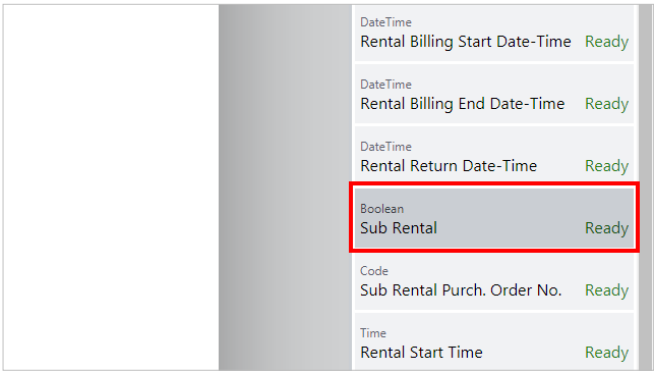 DateTime
Rental Billing Start Date-Time Ready
DateTime
Rental Billing End Date-Time Ready
DateTime
Rental Return Date-Time Ready
Boolean
Sub Rental Ready
Code
Sub Rental Purch. Order No. Ready
Time
Rental Start Time Ready